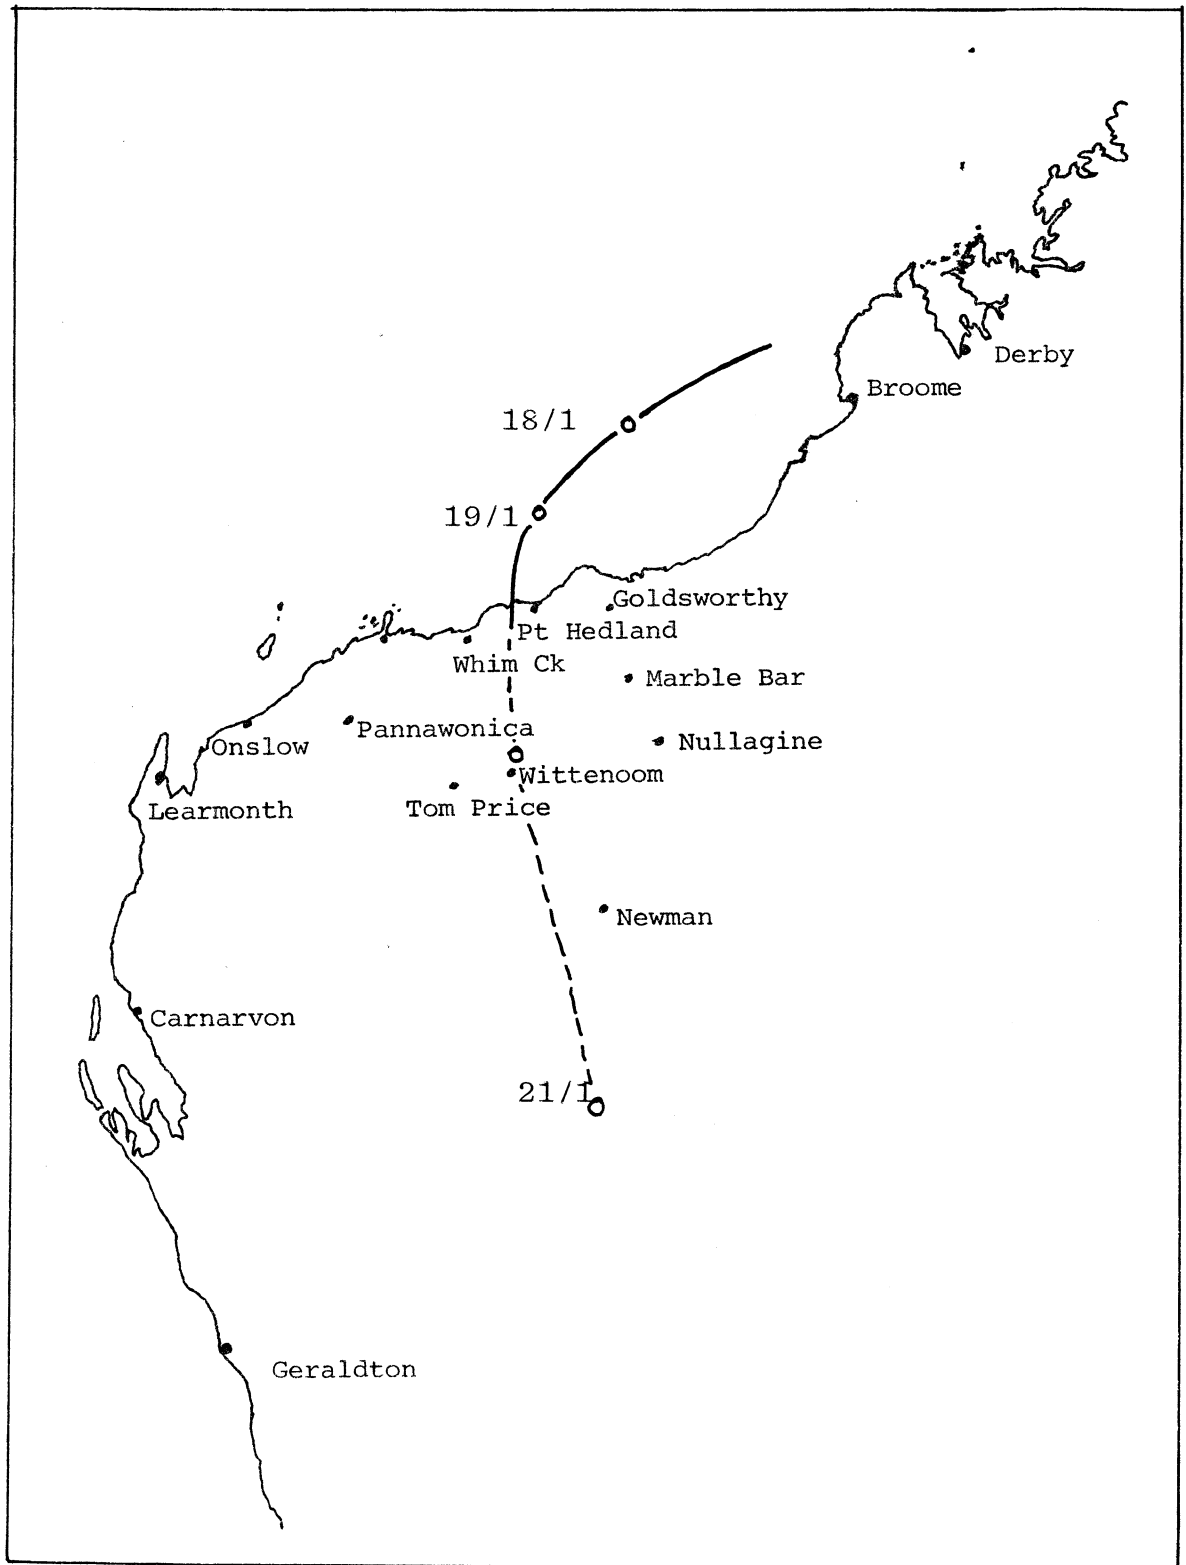 Derby
Broome
18/1
19/1
Goldsworthy
Pt Hedland
Whim Ck
Marble Bar
Pannawonica
Nullagine
Onslow
Wittenoom
Learmonth
Tom Price
Newman
Carnarvon
21/1
Geraldton